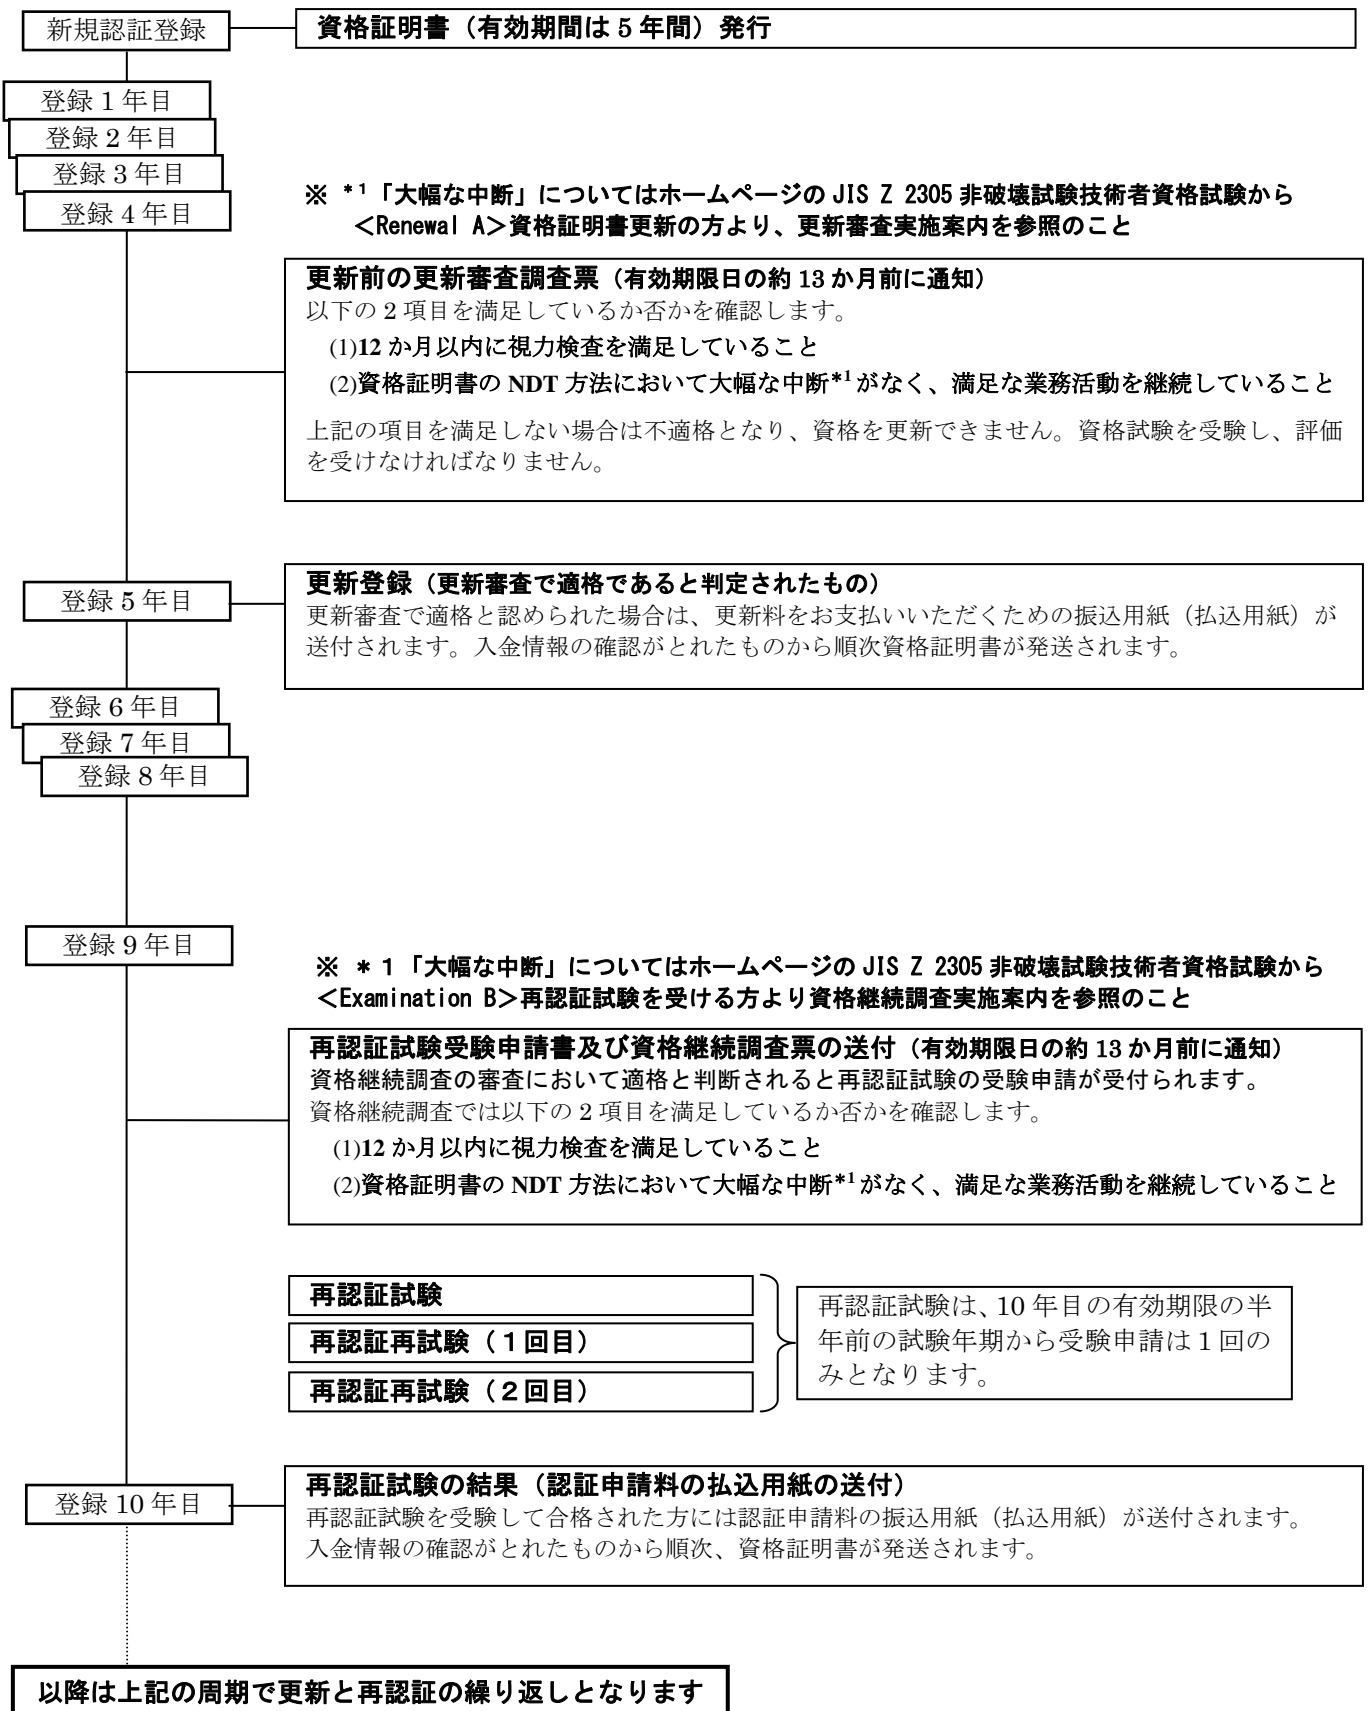 新規認証登録
資格証明書（有効期間は5年間）発行
登録1年目
登録2年目
登録3年目
登録4年目
※ *1「大幅な中断」についてはホームページのJIS Z 2305非破壊試験技術者資格試験から
＜Renewal A＞資格証明書更新の方より、更新審査実施案内を参照のこと
更新前の更新審査調査票（有効期限日の約13か月前に通知）
以下の2項目を満足しているか否かを確認します。
(1)12か月以内に視力検査を満足していること
(2)資格証明書のNDT方法において大幅な中断*1がなく、満足な業務活動を継続していること
上記の項目を満足しない場合は不適格となり、資格を更新できません。資格試験を受験し、評価
を受けなければなりません。
登録5年目
更新登録（更新審査で適格であると判定されたもの）
更新審査で適格と認められた場合は、更新料をお支払いいただくための振込用紙（払込用紙）が
送付されます。入金情報の確認がとれたものから順次資格証明書が発送されます。
登録6年目
登録7年目
登録8年目
登録9年目
※ ＊1「大幅な中断」についてはホームページのJIS Z 2305非破壊試験技術者資格試験から
＜Examination B＞再認証試験を受ける方より資格継続調査実施案内を参照のこと
再認証試験受験申請書及び資格継続調査票の送付（有効期限日の約13か月前に通知）
資格継続調査の審査において適格と判断されると再認証試験の受験申請が受付られます。
資格継続調査では以下の2項目を満足しているか否かを確認します。
(1)12か月以内に視力検査を満足していること
(2)資格証明書のNDT方法において大幅な中断*1がなく、満足な業務活動を継続していること
再認証試験
再認証再試験（1回目）
再認証再試験（2回目）
再認証試験は、10年目の有効期限の半
年前の試験年期から受験申請は1回の
みとなります。
登録10年目
再認証試験の結果（認証申請料の払込用紙の送付）
再認証試験を受験して合格された方には認証申請料の振込用紙（払込用紙）が送付されます。
入金情報の確認がとれたものから順次、資格証明書が発送されます。
以降は上記の周期で更新と再認証の繰り返しとなります